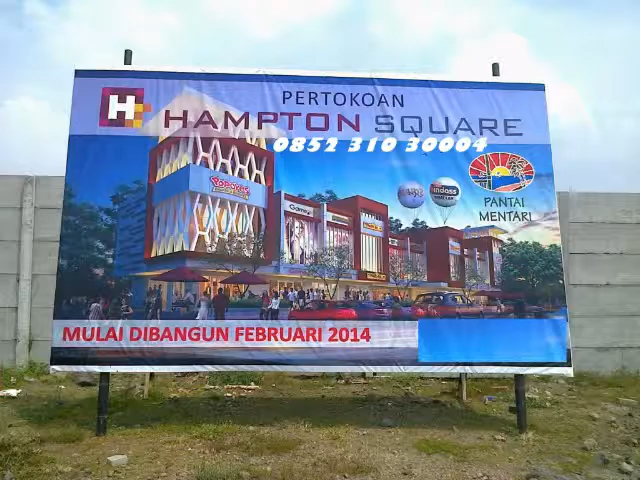 H
PERTOKOAN
HAMPTON SQUARE
0852 310 30004
PANTAI
MENTARI
MULAI DIBANGUN FEBRUARI 2014